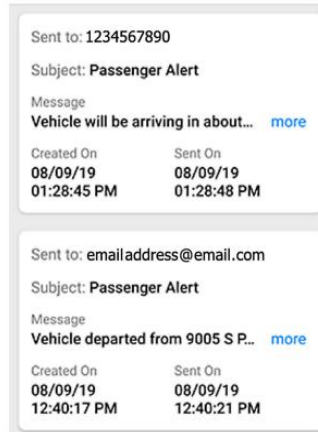 Sent to: 1234567890
Subject: Passenger Alert
Message
Vehicle will be arriving in about... more
Created On Sent On
08/09/19 08/09/19
01:28:45 PM 01:28:48 PM
Sent to: emailaddress@email.com
Subject: Passenger Alert
Message
Vehicle departed from 9005 S P... more
Created On Sent On
08/09/19 08/09/19
12:40:17 PM 12:40:21 PM